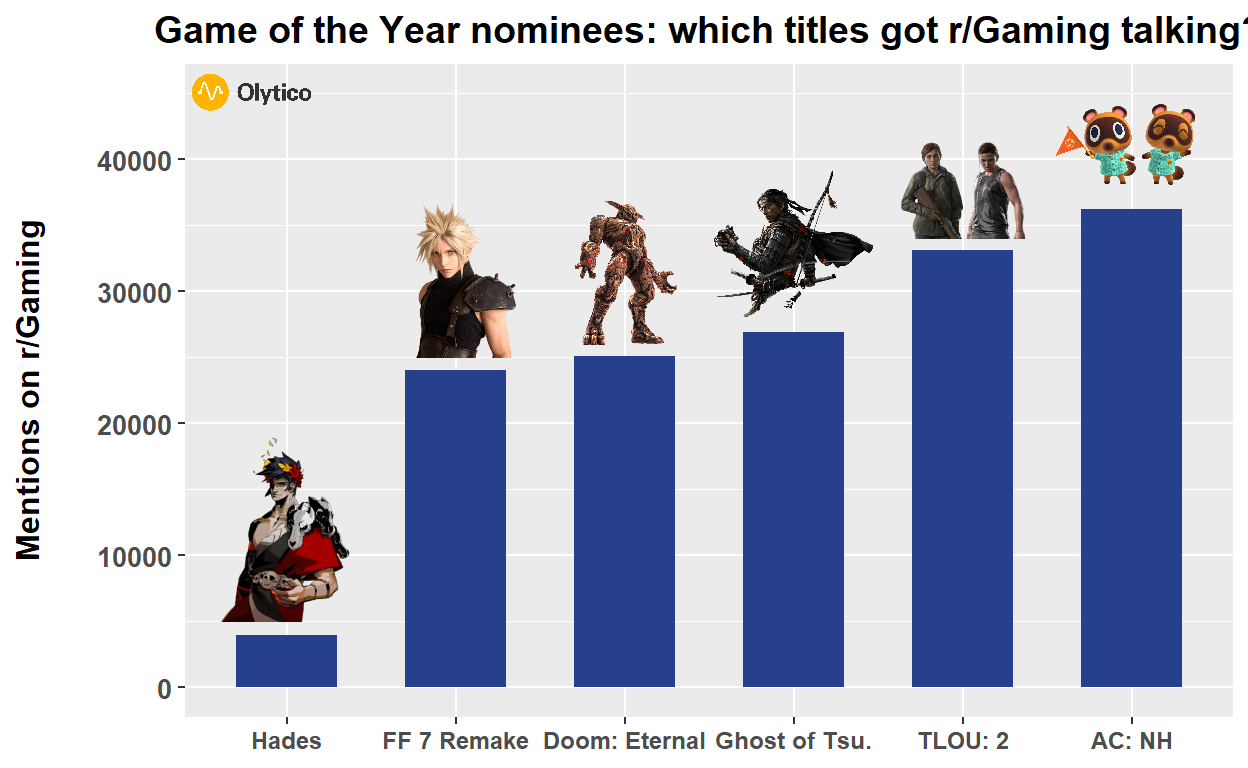 Game of the Year nominees: which titles got r/Gaming talking?
Olytico
Mentions on r/Gaming
40000
30000
20000
10000
0
Hades
FF 7 Remake
Doom: Eternal
Ghost of Tsu.
TLOU: 2
AC: NH